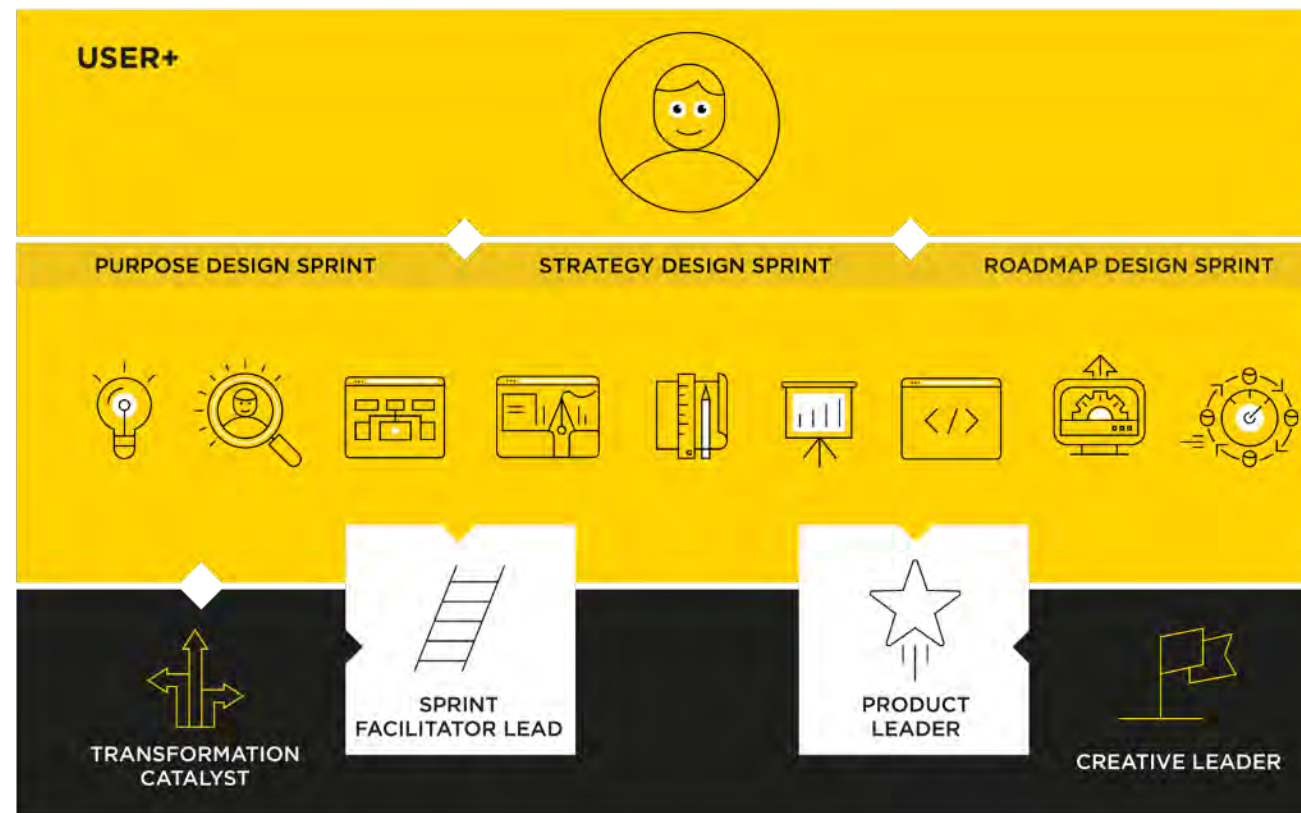 USER+
PURPOSE DESIGN SPRINT
STRATEGY DESIGN SPRINT
ROADMAP DESIGN SPRINT
</>
SPRINT
FACILITATOR LEAD
PRODUCT
LEADER
TRANSFORMATION
CATALYST
CREATIVE LEADER